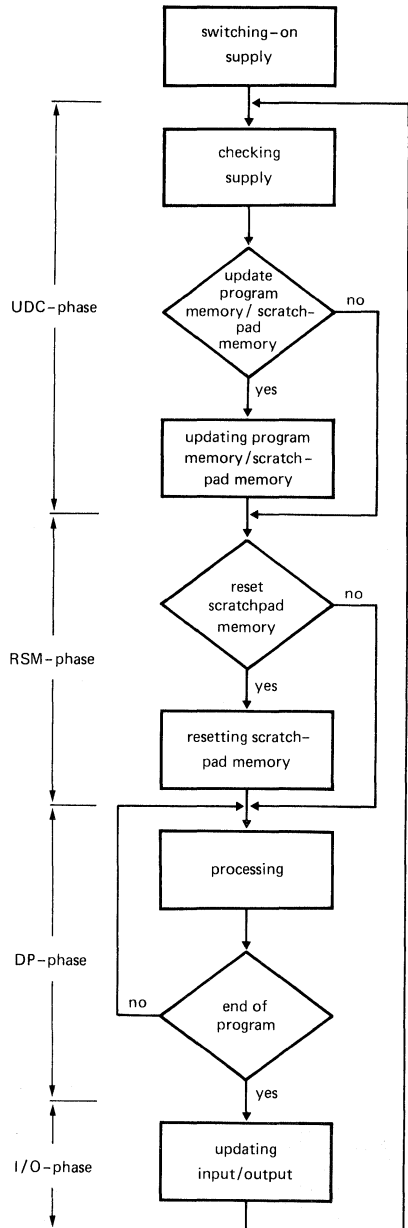 switching-on
supply
checking
supply
UDC-phase
update
program
memory/scratch-
pad
memory
no
yes
updating program
memory/scratch-
pad memory
RSM-phase
reset
scratchpad
memory
no
yes
resetting scratch-
pad memory
processing
DP-phase
end of
program
no
yes
I/O-phase
updating
input/output